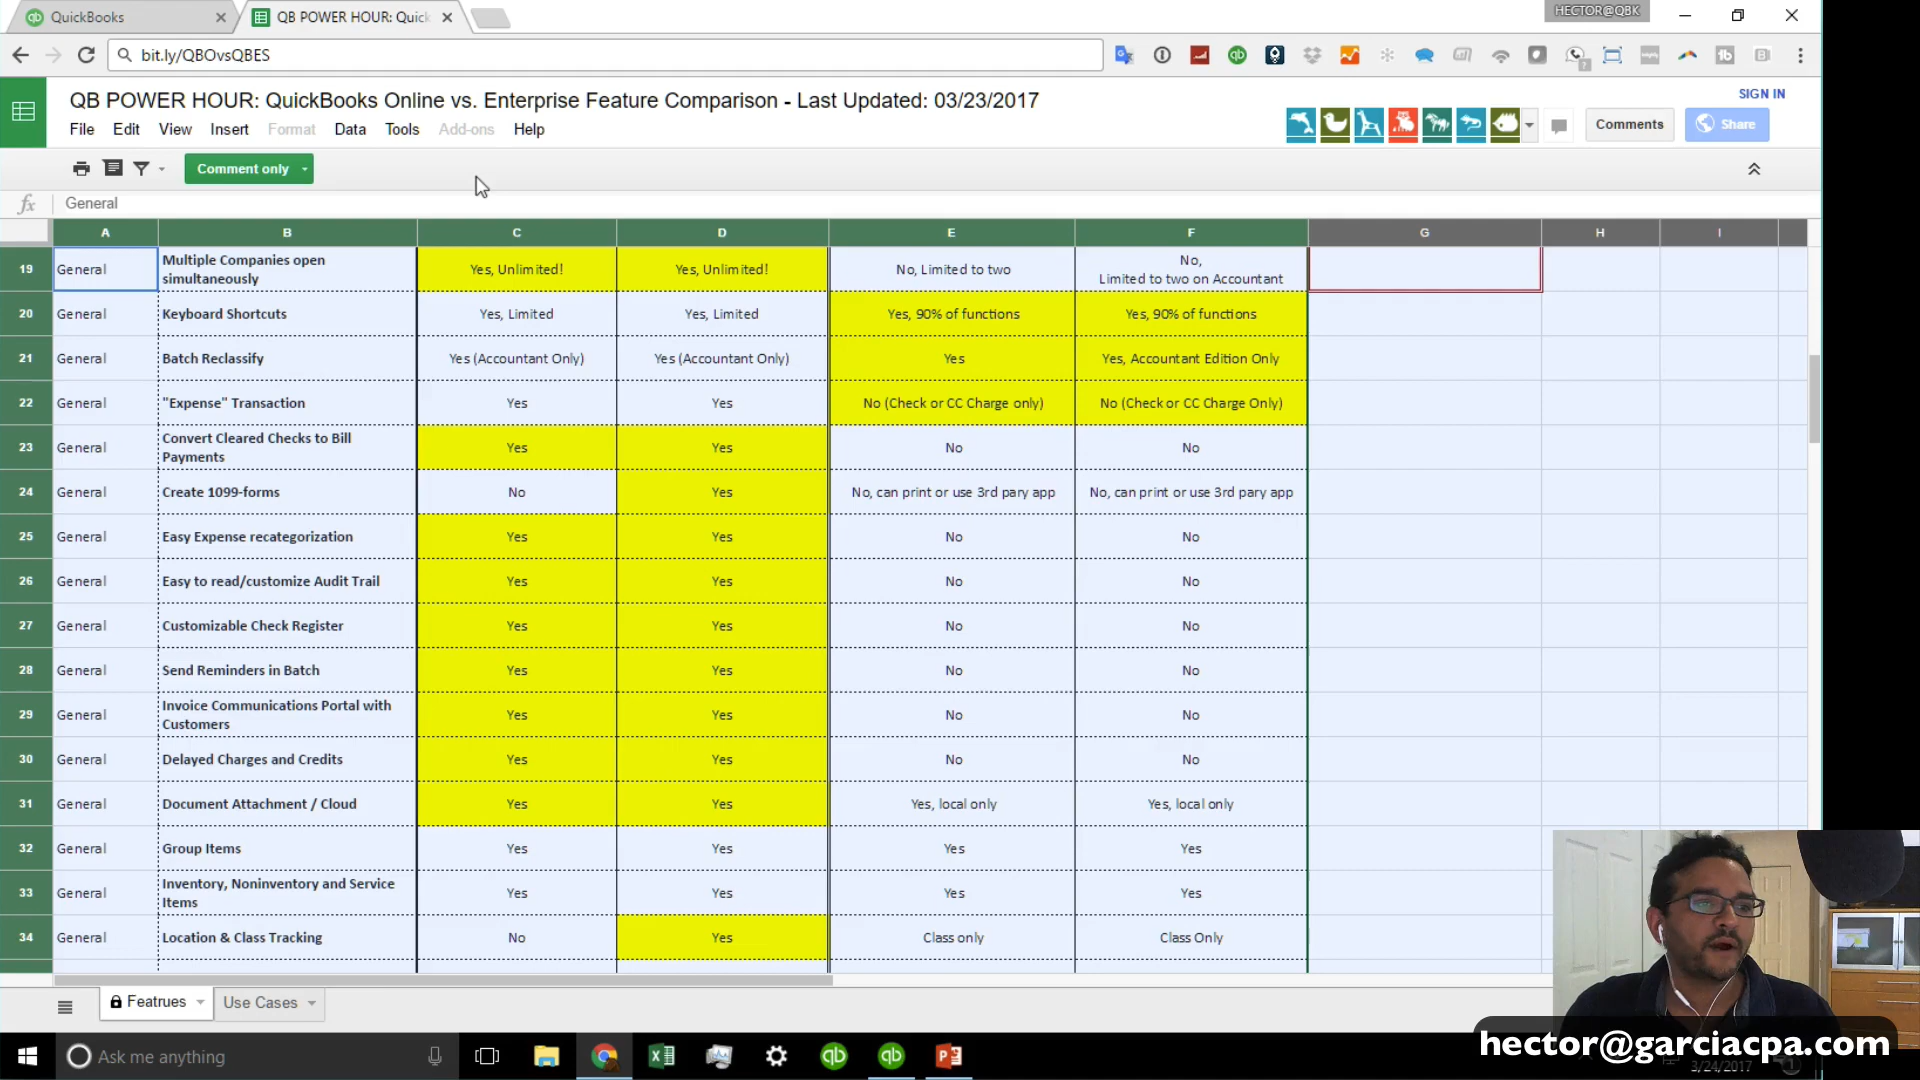 QuickBooks
QB POWER HOUR: Quick
HECTOR@QBK
bit.ly/QBOvsQBES
QB POWER HOUR: QuickBooks Online vs. Enterprise Feature Comparison - Last Updated: 03/23/2017
SIGN IN
File Edit View Insert Format Data Tools Add-ons Help
Comments Share
Comment only
fx General
A B C D E F G H I
19 General Multiple Companies open simultaneously Yes, Unlimited! Yes, Unlimited! No, Limited to two No, Limited to two on Accountant
20 General Keyboard Shortcuts Yes, Limited Yes, Limited Yes, 90% of functions Yes, 90% of functions
21 General Batch Reclassify Yes (Accountant Only) Yes (Accountant Only) Yes Yes, Accountant Edition Only
22 General "Expense" Transaction Yes Yes No (Check or CC Charge only) No (Check or CC Charge Only)
23 General Convert Cleared Checks to Bill Payments Yes Yes No No
24 General Create 1099-forms No Yes No, can print or use 3rd pary app No, can print or use 3rd pary app
25 General Easy Expense recategorization Yes Yes No No
26 General Easy to read/customize Audit Trail Yes Yes No No
27 General Customizable Check Register Yes Yes No No
28 General Send Reminders in Batch Yes Yes No No
29 General Invoice Communications Portal with Customers Yes Yes No No
30 General Delayed Charges and Credits Yes Yes No No
31 General Document Attachment / Cloud Yes Yes Yes, local only Yes, local only
32 General Group Items Yes Yes Yes Yes
33 General Inventory, Noninventory and Service Items Yes Yes Yes Yes
34 General Location & Class Tracking No Yes Class only Class Only
Featrues Use Cases
hector@garciacpa.com
Ask me anything
3/24/2017